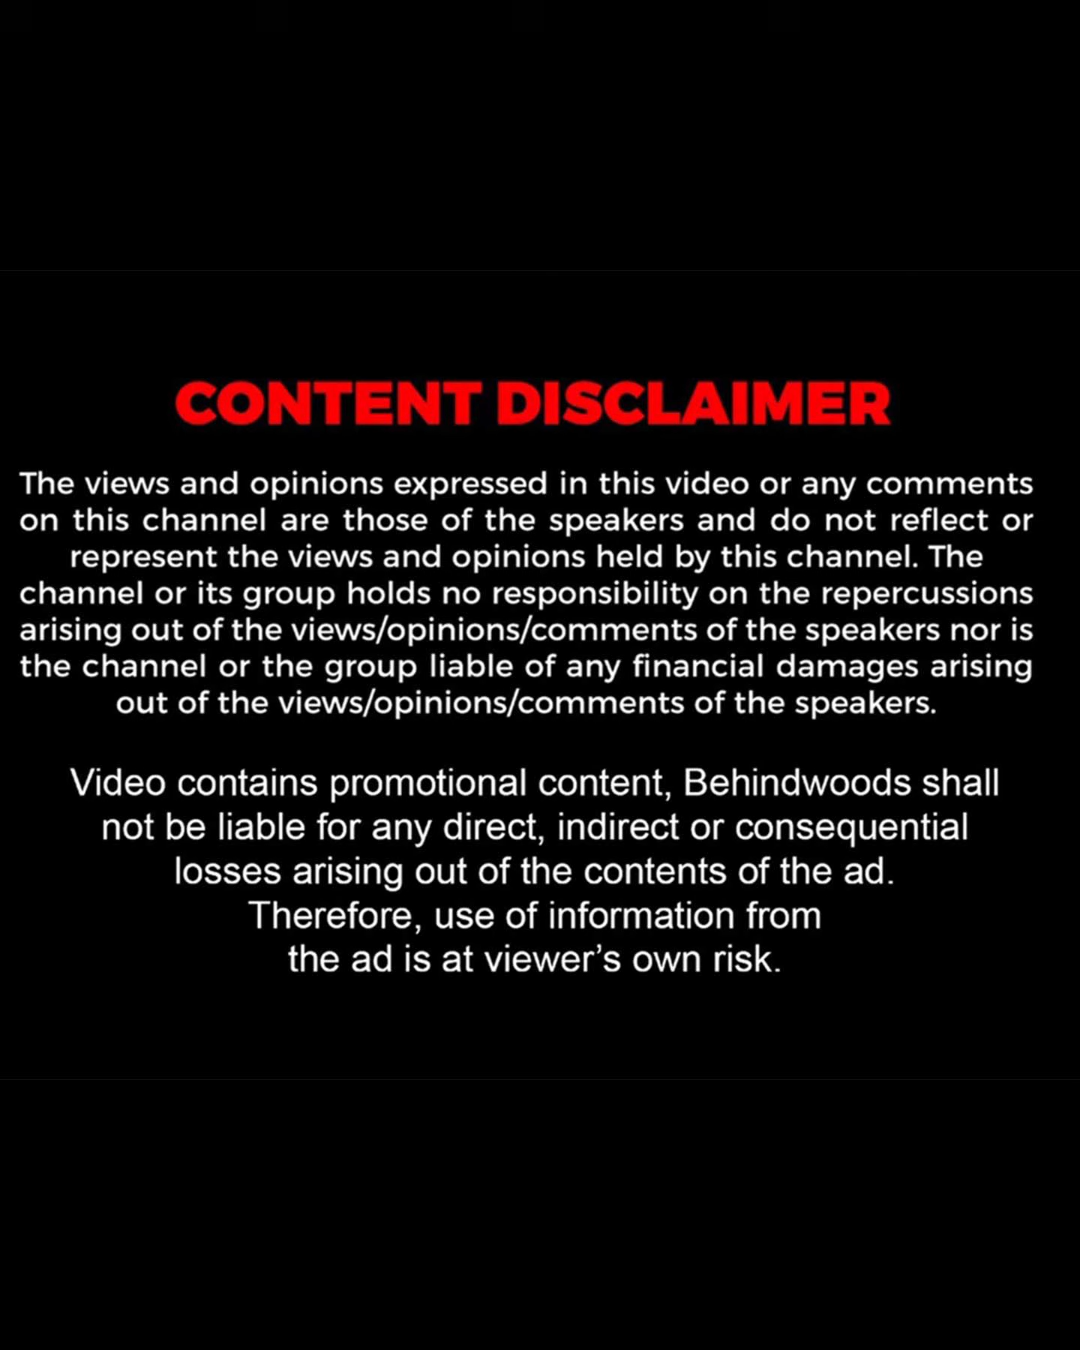 CONTENT DISCLAIMER
The views and opinions expressed in this video or any comments
on this channel are those of the speakers and do not reflect or
represent the views and opinions held by this channel. The
channel or its group holds no responsibility on the repercussions
arising out of the views/opinions/comments of the speakers nor is
the channel or the group liable of any financial damages arising
out of the views/opinions/comments of the speakers.
Video contains promotional content, Behindwoods shall
not be liable for any direct, indirect or consequential
losses arising out of the contents of the ad.
Therefore, use of information from
the ad is at viewer’s own risk.